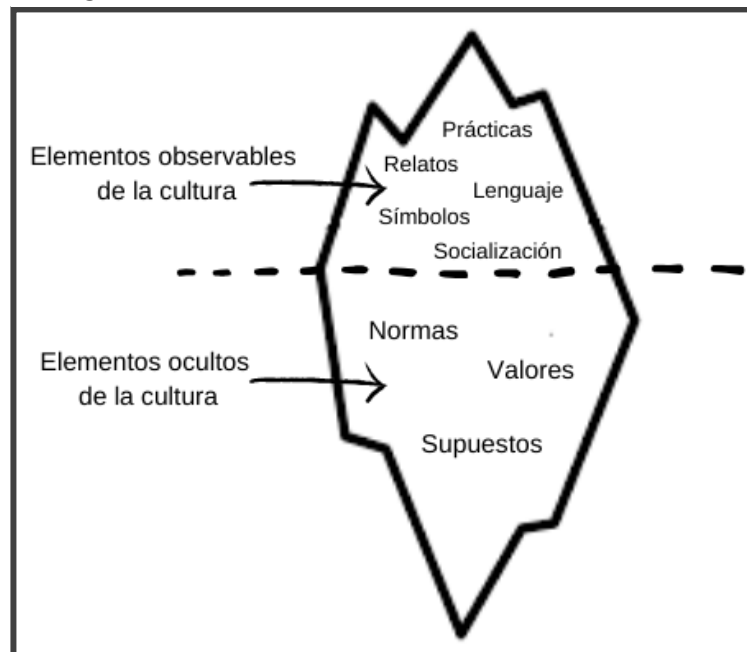 Prácticas
Elementos observables
de la cultura
Relatos
Lenguaje
Símbolos
Socialización
Normas
Elementos ocultos
de la cultura
Valores
Supuestos